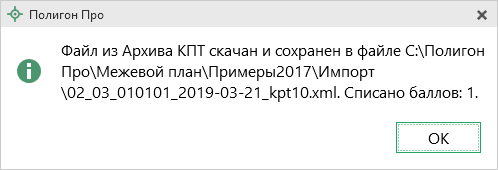 Полигон Про
Файл из Архива КПТ скачан и сохранен в файле C:\Полигон
Про\Межевой план\Примеры2017\Импорт
\02_03_010101_2019-03-21_kpt10.xml. Списано баллов: 1.
OK